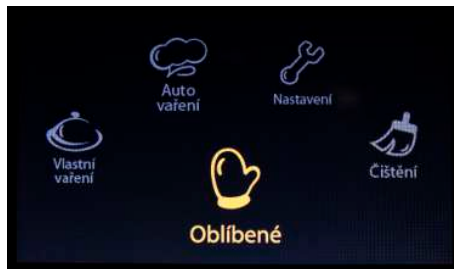 Auto
vaření
Nastavení
Vlastní
vaření
Čištění
Oblíbené